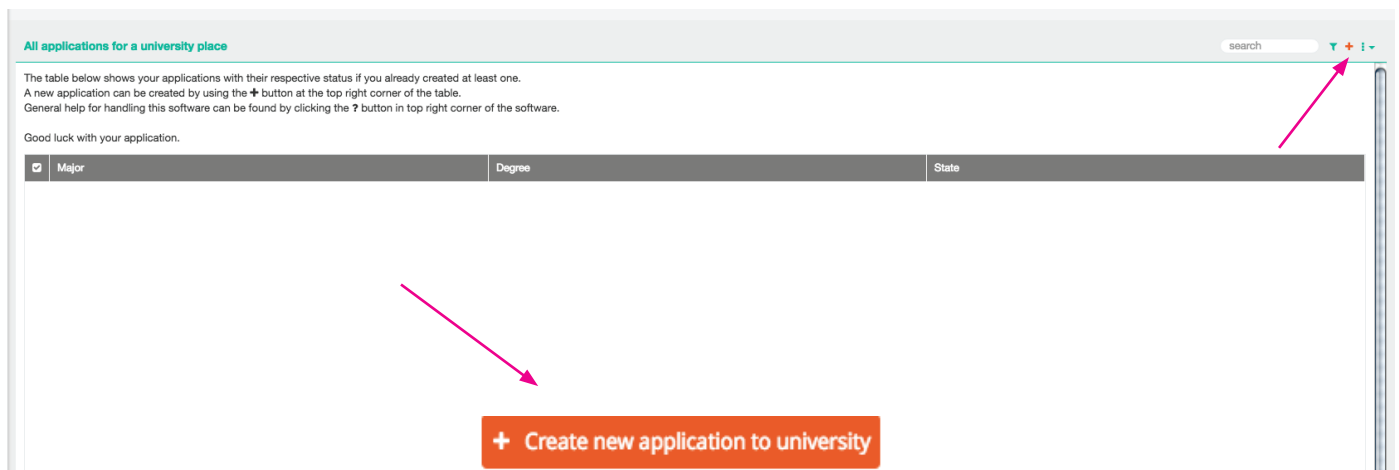 All applications for a university place
search
The table below shows your applications with their respective status if you already created at least one.
A new application can be created by using the + button at the top right corner of the table.
General help for handling this software can be found by clicking the ? button in top right corner of the software.
Good luck with your application.
Major Degree State
+ Create new application to university